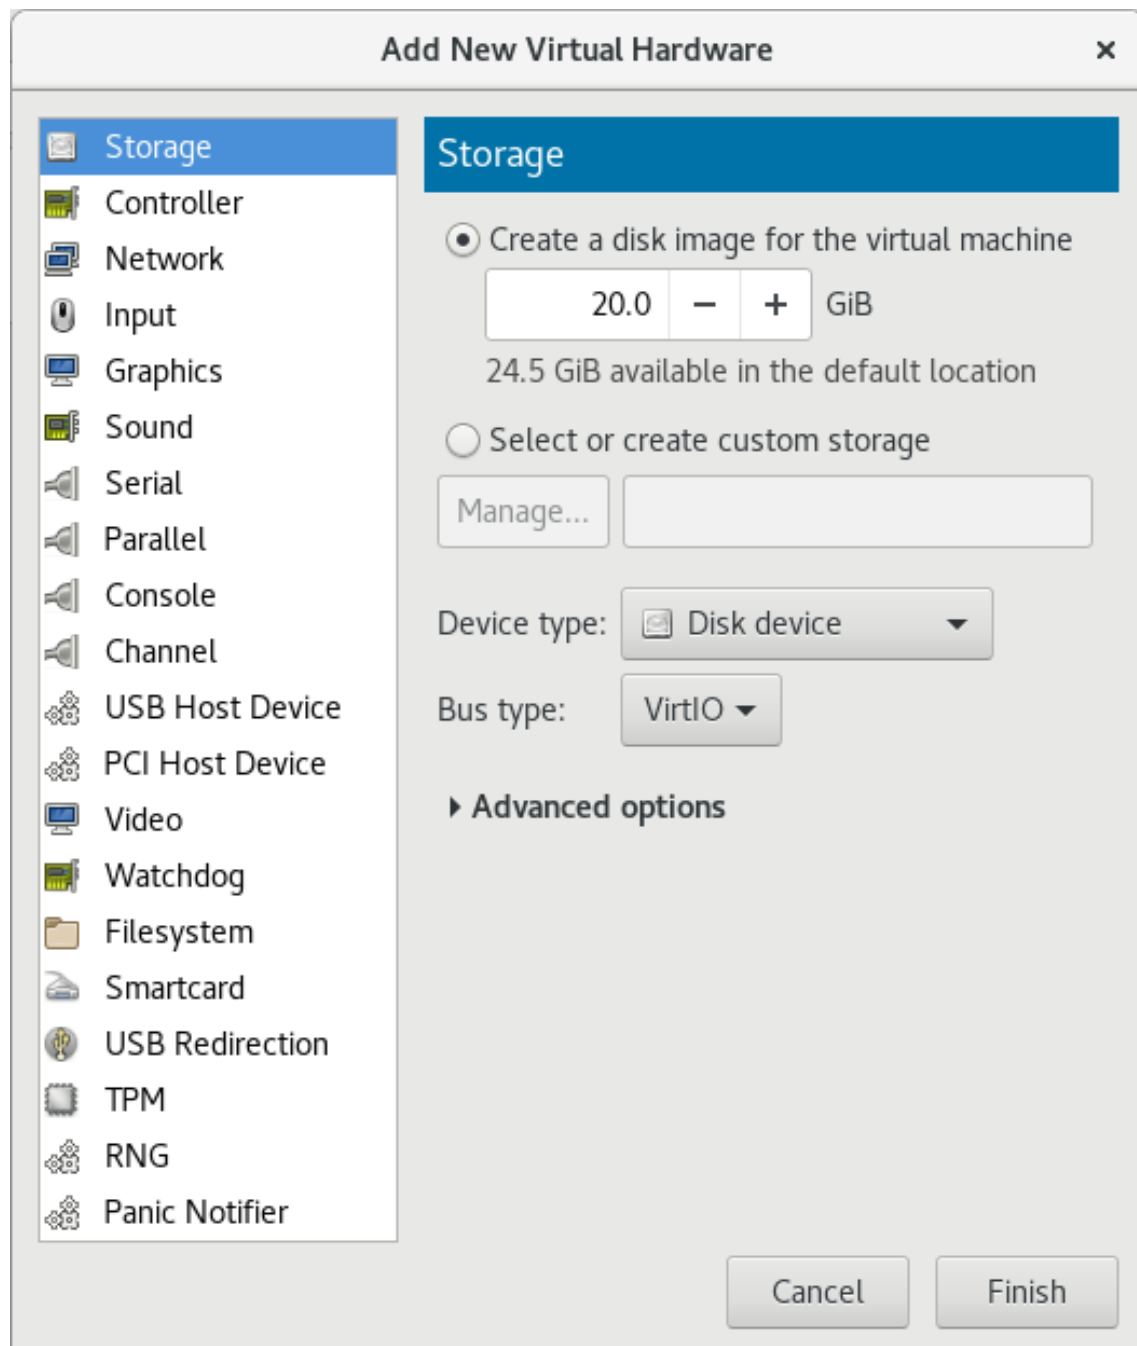 Add New Virtual Hardware
Storage
Controller
Network
Input
Graphics
Sound
Serial
Parallel
Console
Channel
USB Host Device
PCI Host Device
Video
Watchdog
Filesystem
Smartcard
USB Redirection
TPM
RNG
Panic Notifier
Storage
Create a disk image for the virtual machine
20.0 − + GiB
24.5 GiB available in the default location
Select or create custom storage
Manage...
Device type: Disk device
Bus type: VirtIO
Advanced options
Cancel Finish